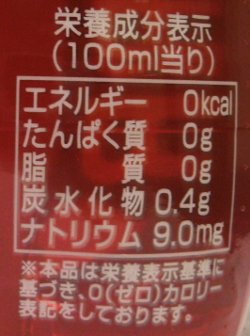 栄養成分表示
(100ml当り)
エネルギー 0kcal
たんぱく質 0g
脂質 0g
炭水化物 0.4g
ナトリウム 9.0mg
※本品は栄養表示基準に
基づき、0(ゼロ)カロリー
表記をしております。